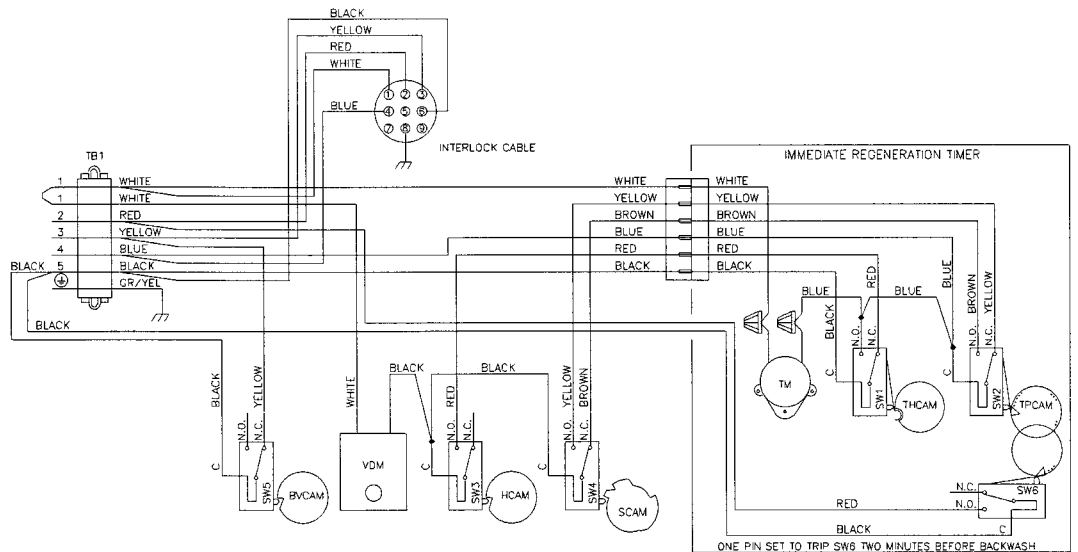 BLACK
YELLOW
RED
WHITE
BLUE
1 2 3
4 5 6
7 8 9
INTERLOCK CABLE
TB1
1 WHITE
1 WHITE
2 RED
3 YELLOW
4 BLUE
BLACK 5 BLACK
GR/YEL
BLACK
IMMEDIATE REGENERATION TIMER
WHITE WHITE
YELLOW YELLOW
BROWN BROWN
BLUE BLUE
RED RED
BLACK BLACK
BLUE
BLUE
BLACK
RED
BLUE
BROWN
YELLOW
N.O.
N.C.
N.O.
N.C.
C
C
TM
SW1
THCAM
SW2
TPCAM
BLACK
YELLOW
WHITE
BLACK
RED
BLACK
YELLOW
BROWN
N.O.
N.C.
N.O.
N.C.
N.O.
N.C.
C
SW5
BVCAM
VDM
C
SW3
HCAM
C
SW4
SCAM
N.C.
SW6
RED
N.O.
BLACK
C
ONE PIN SET TO TRIP SW6 TWO MINUTES BEFORE BACKWASH